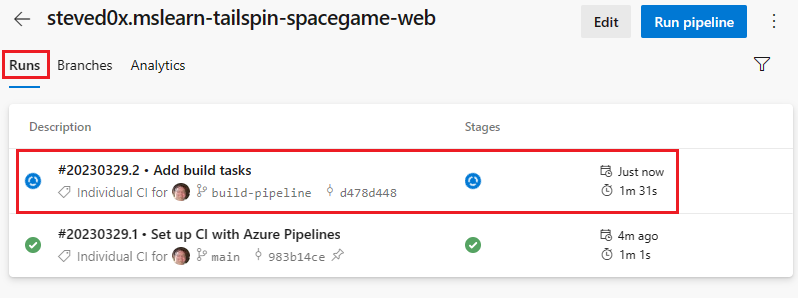 steved0x.mslearn-tailspin-spacegame-web
Edit
Run pipeline
Runs
Branches
Analytics
Description
Stages
#20230329.2 • Add build tasks
Just now
Individual CI for build-pipeline d478d448
1m 31s
#20230329.1 • Set up CI with Azure Pipelines
4m ago
Individual CI for main 983b14ce
1m 1s